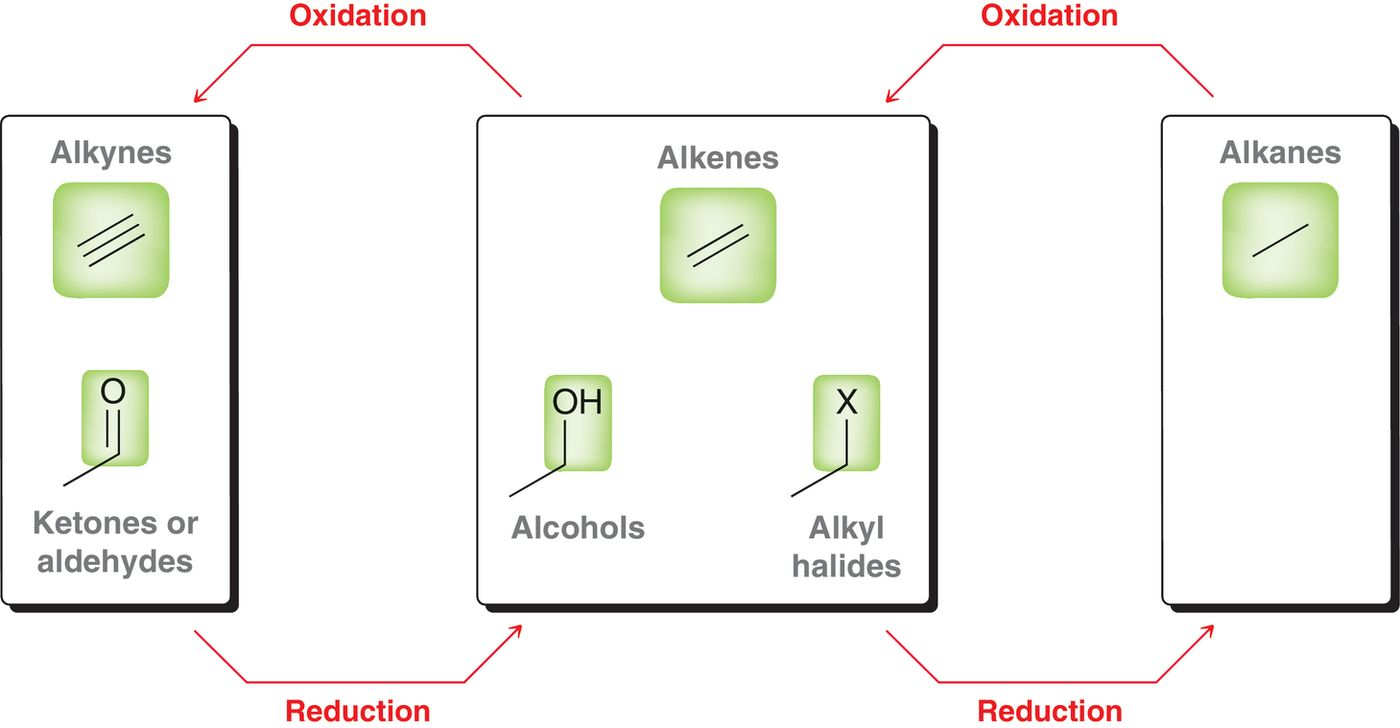 Oxidation
Oxidation
Alkynes
Alkenes
Alkanes
O
OH
X
Ketones or
aldehydes
Alcohols
Alkyl
halides
Reduction
Reduction